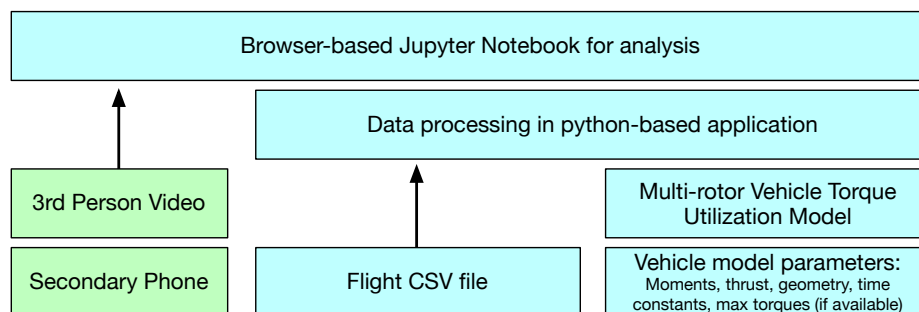 Browser-based Jupyter Notebook for analysis
Data processing in python-based application
3rd Person Video
Multi-rotor Vehicle Torque
Utilization Model
Secondary Phone
Flight CSV file
Vehicle model parameters:
Moments, thrust, geometry, time
constants, max torques (if available)